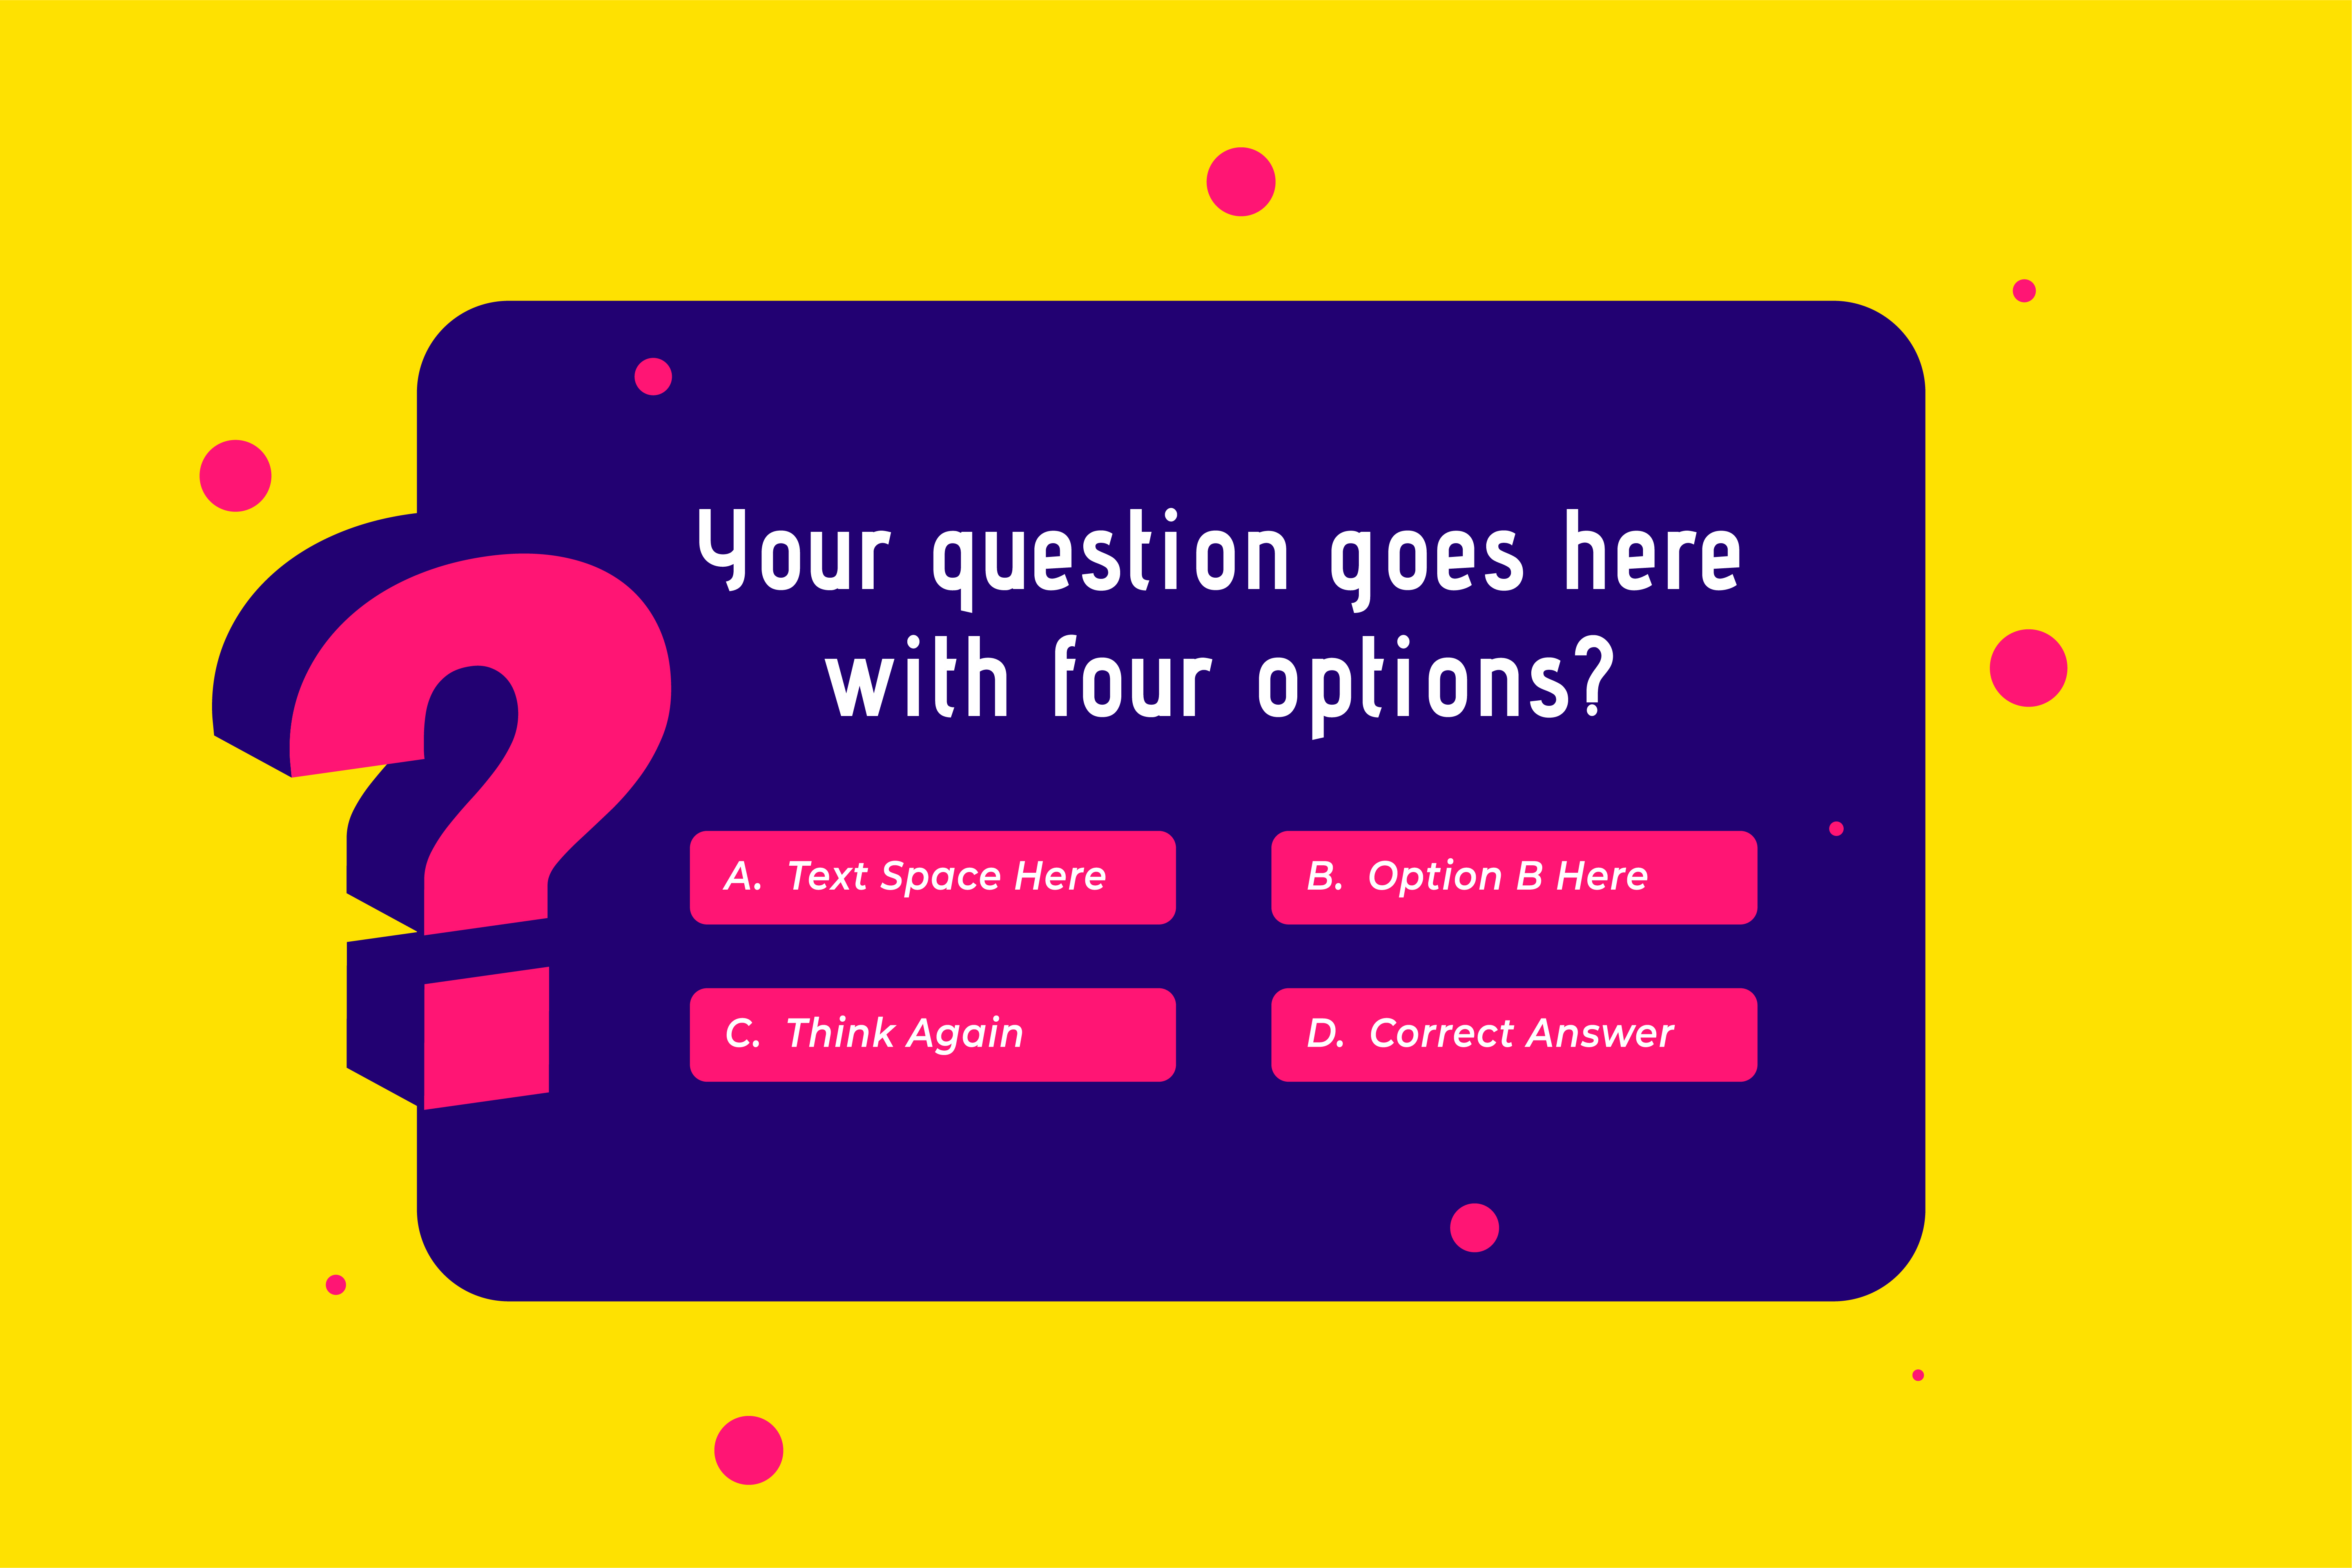 Your question goes here
with four options?
A. Text Space Here
B. Option B Here
C. Think Again
D. Correct Answer